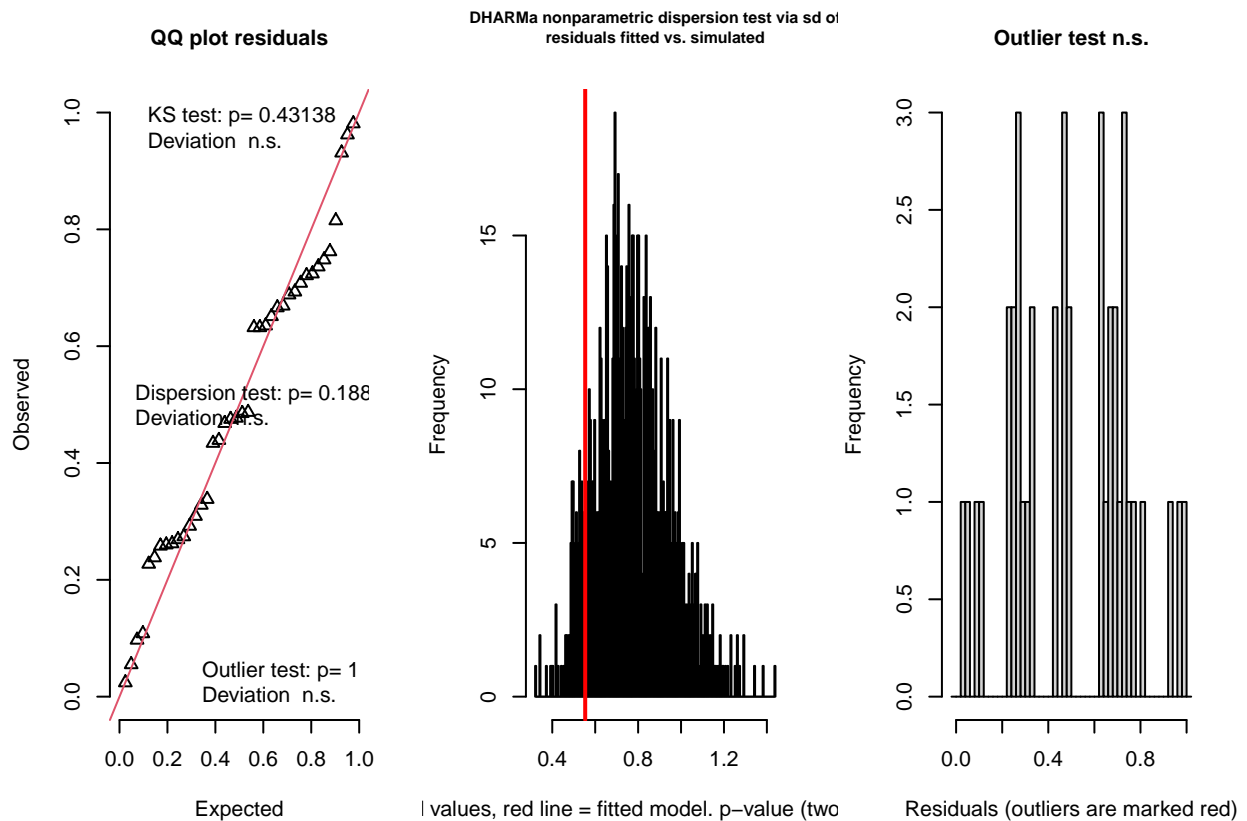 QQ plot residuals
KS test: p= 0.43138
Deviation n.s.
Dispersion test: p= 0.188
Deviation n.s.
Outlier test: p= 1
Deviation n.s.
Observed
0.0 0.2 0.4 0.6 0.8 1.0
0.0 0.2 0.4 0.6 0.8 1.0
Expected
DHARMa nonparametric dispersion test via sd of
residuals fitted vs. simulated
Frequency
0 5 10 15
0.4 0.8 1.2
values, red line = fitted model. p−value (two
Outlier test n.s.
Frequency
0.0 0.5 1.0 1.5 2.0 2.5 3.0
0.0 0.4 0.8
Residuals (outliers are marked red)